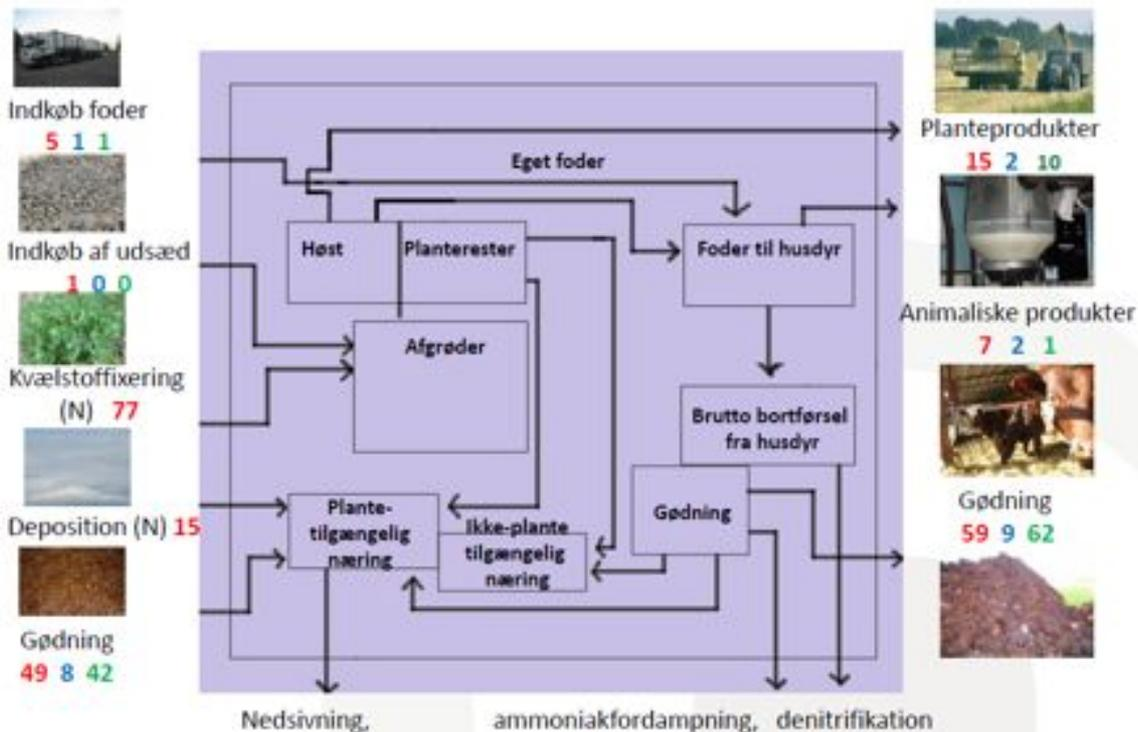 Indkøb foder
5 1 1
Indkøb af udsæd
1 0 0
Kvælstoffixering
(N) 77
Deposition (N) 15
Gødning
49 8 42
Eget foder
Høst
Planterester
Afgrøder
Foder til husdyr
Brutto bortførsel
fra husdyr
Gødning
Plante-
tilgængelig
næring
Ikke-plante
tilgængelig
næring
Planteprodukter
15 2 10
Animaliske produkter
7 2 1
Gødning
59 9 62
Nedsivning, ammoniakfordampning, denitrifikation